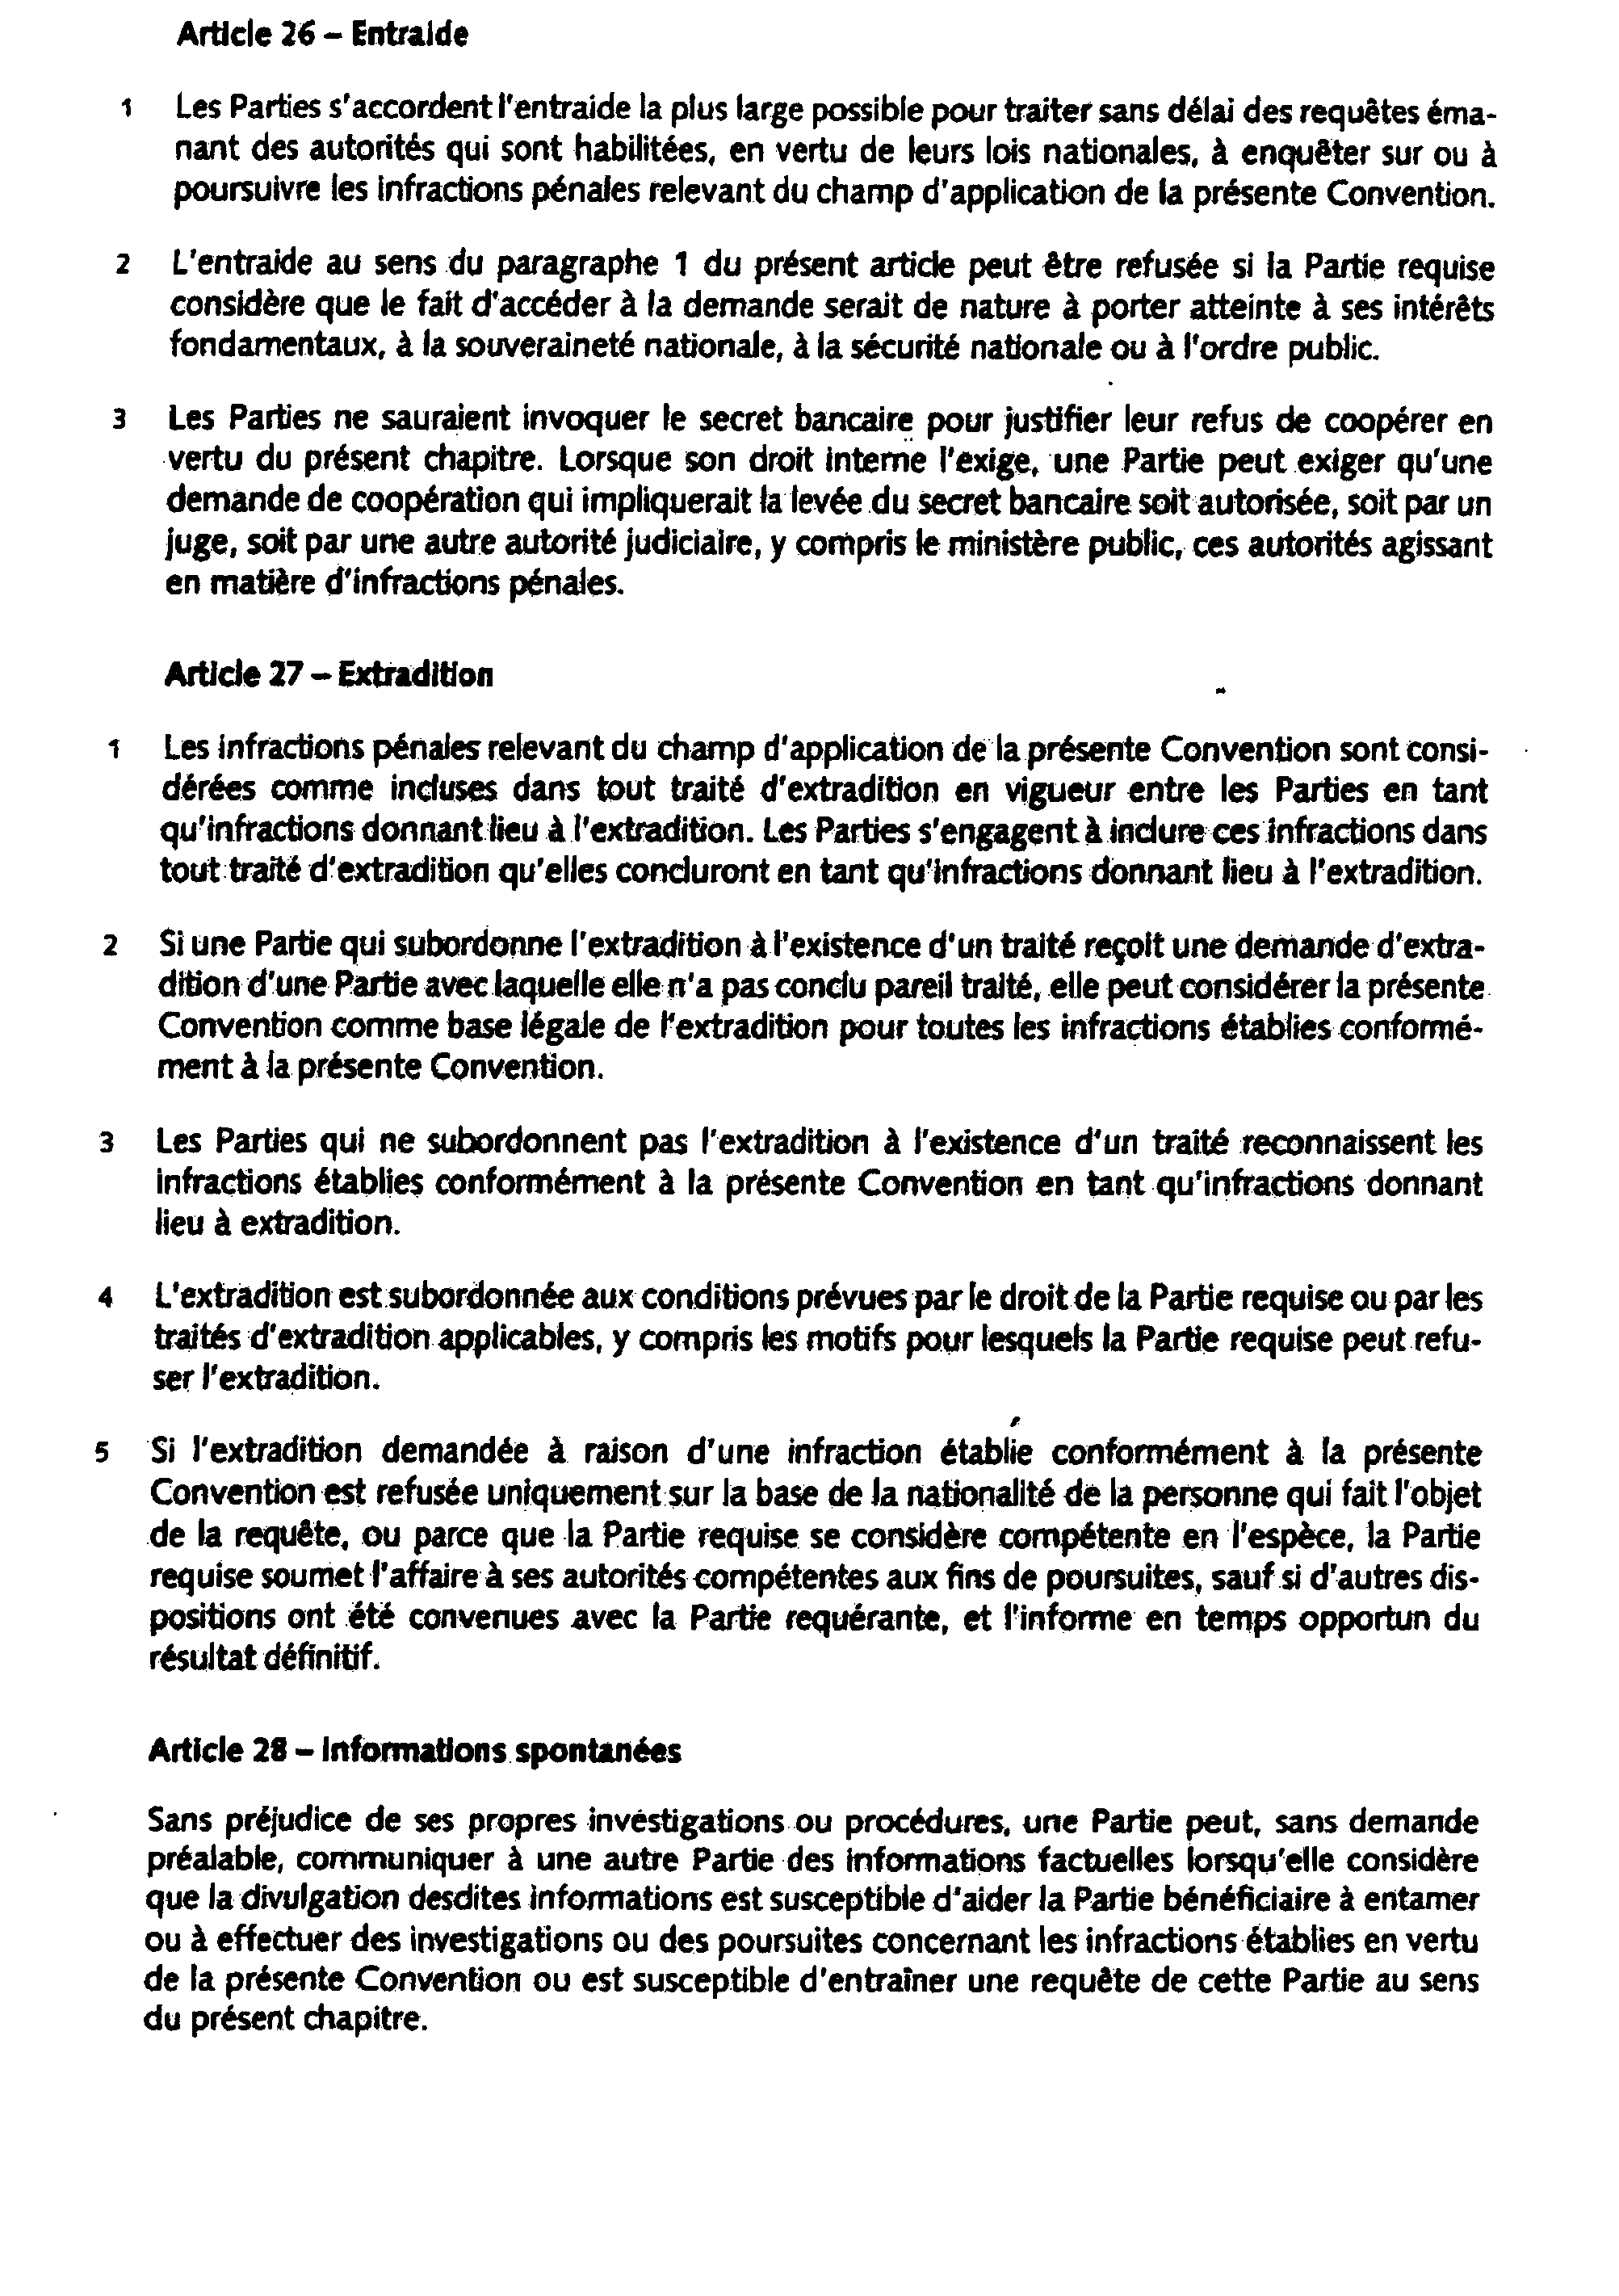 Article 26 – Entraide
1 Les Parties s'accordent l'entraide la plus large possible pour traiter sans délai des requêtes éma-
nant des autorités qui sont habilitées, en vertu de leurs lois nationales, à enquêter sur ou à
poursuivre les infractions pénales relevant du champ d'application de la présente Convention.
2 L'entraide au sens du paragraphe 1 du présent article peut être refusée si la Partie requise
considère que le fait d'accéder à la demande serait de nature à porter atteinte à ses intérêts
fondamentaux, à la souveraineté nationale, à la sécurité nationale ou à l'ordre public.
3 Les Parties ne sauraient invoquer le secret bancaire pour justifier leur refus de coopérer en
vertu du présent chapitre. Lorsque son droit interne l'exige, une Partie peut exiger qu'une
demande de coopération qui impliquerait la levée du secret bancaire soit autorisée, soit par un
juge, soit par une autre autorité judiciaire, y compris le ministère public, ces autorités agissant
en matière d'infractions pénales.
Article 27 – Extradition
1 Les infractions pénales relevant du champ d'application de la présente Convention sont consi-
dérées comme incluses dans tout traité d'extradition en vigueur entre les Parties en tant
qu'infractions donnant lieu à l'extradition. Les Parties s'engagent à inclure ces infractions dans
tout traité d'extradition qu'elles concluront en tant qu'infractions donnant lieu à l'extradition.
2 Si une Partie qui subordonne l'extradition à l'existence d'un traité reçoit une demande d'extra-
dition d'une Partie avec laquelle elle n'a pas conclu pareil traité, elle peut considérer la présente
Convention comme base légale de l'extradition pour toutes les infractions établies conformé-
ment à la présente Convention.
3 Les Parties qui ne subordonnent pas l'extradition à l'existence d'un traité reconnaissent les
infractions établies conformément à la présente Convention en tant qu'infractions donnant
lieu à extradition.
4 L'extradition est subordonnée aux conditions prévues par le droit de la Partie requise ou par les
traités d'extradition applicables, y compris les motifs pour lesquels la Partie requise peut refu-
ser l'extradition.
5 Si l'extradition demandée à raison d'une infraction établie conformément à la présente
Convention est refusée uniquement sur la base de la nationalité de la personne qui fait l'objet
de la requête, ou parce que la Partie requise se considère compétente en l'espèce, la Partie
requise soumet l'affaire à ses autorités compétentes aux fins de poursuites, sauf si d'autres dis-
positions ont été convenues avec la Partie requérante, et l'informe en temps opportun du
résultat définitif.
Article 28 – Informations spontanées
Sans préjudice de ses propres investigations ou procédures, une Partie peut, sans demande
préalable, communiquer à une autre Partie des informations factuelles lorsqu'elle considère
que la divulgation desdites informations est susceptible d'aider la Partie bénéficiaire à entamer
ou à effectuer des investigations ou des poursuites concernant les infractions établies en vertu
de la présente Convention ou est susceptible d'entraîner une requête de cette Partie au sens
du présent chapitre.